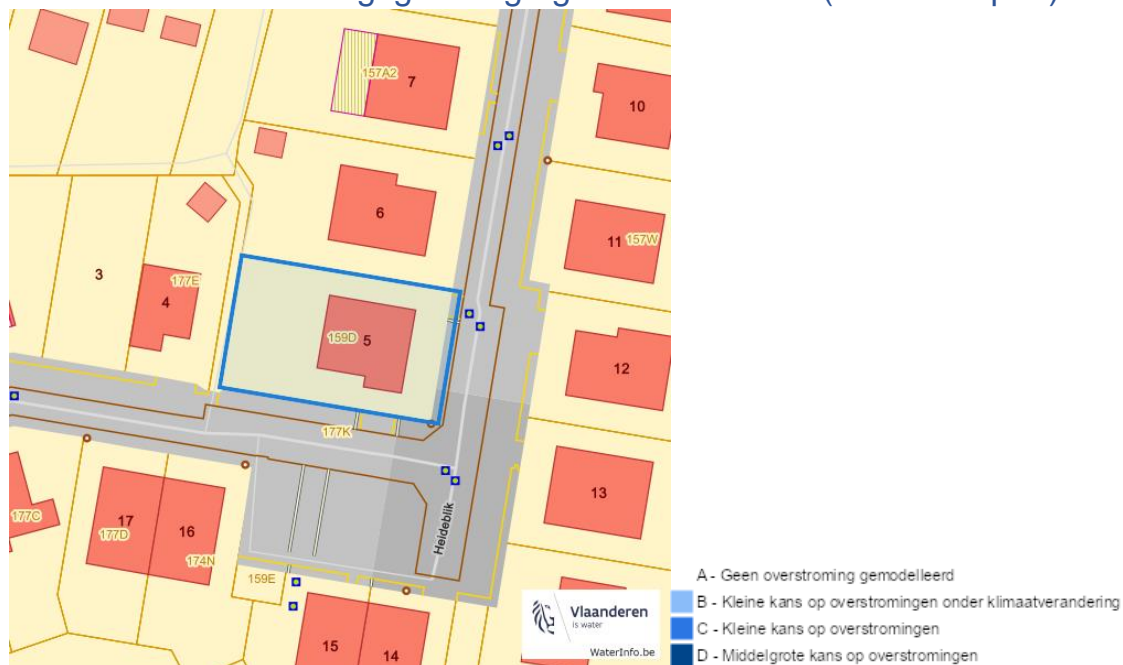 157A2
7
10
6
11 157W
3
177E
4
159D 5
12
177K
13
177C
17
177D
16
174N
Heideblik
159E
15
14
Vlaanderen
is water
WaterInfo.be
A - Geen overstroming gemodelleerd
B - Kleine kans op overstromingen onder klimaatverandering
C - Kleine kans op overstromingen
D - Middelgrote kans op overstromingen